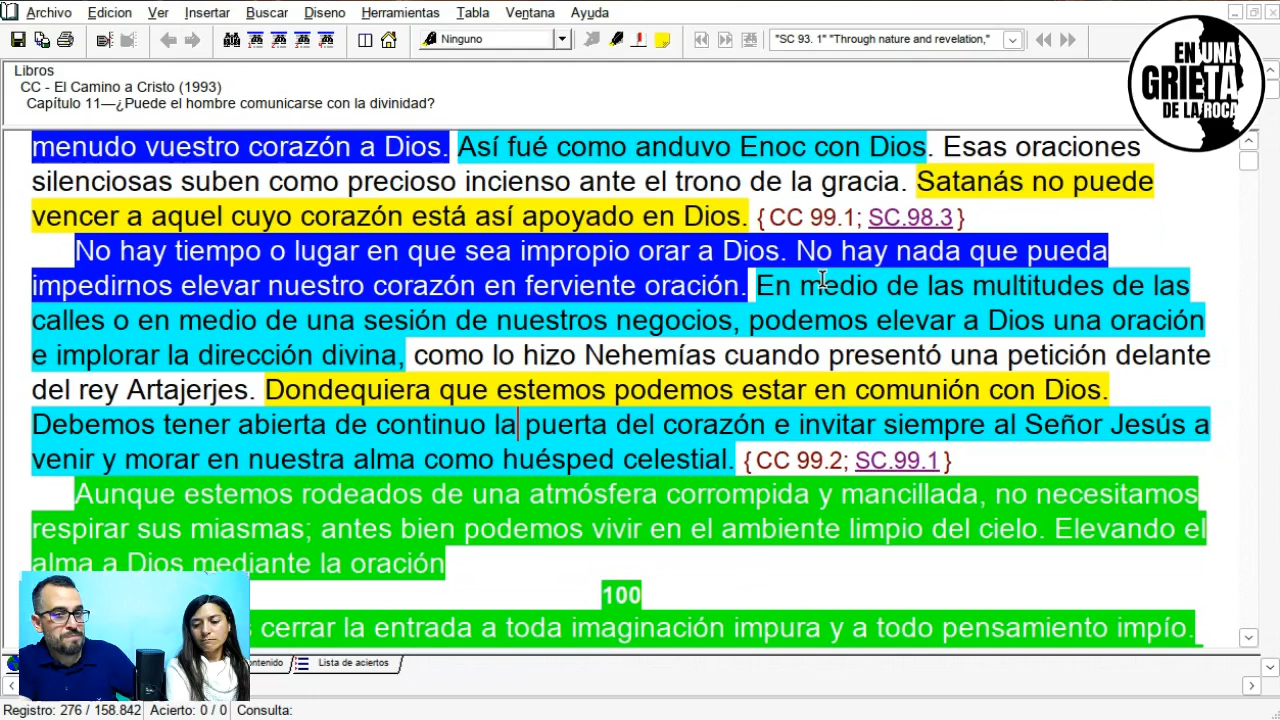 Archivo Edicion Ver Insertar Buscar Diseño Herramientas Tabla Ventana Ayuda
Ninguno "SC 93. 1" "Through nature and revelation,"
EN UNA
GRIETA
DE LA ROCA
Libros
CC - El Camino a Cristo (1993)
Capítulo 11—¿Puede el hombre comunicarse con la divinidad?
menudo vuestro corazón a Dios. Así fué como anduvo Enoc con Dios. Esas oraciones
silenciosas suben como precioso incienso ante el trono de la gracia. Satanás no puede
vencer a aquel cuyo corazón está así apoyado en Dios. {CC 99.1; SC.98.3}
No hay tiempo o lugar en que sea impropio orar a Dios. No hay nada que pueda
impedirnos elevar nuestro corazón en ferviente oración. En medio de las multitudes de las
calles o en medio de una sesión de nuestros negocios, podemos elevar a Dios una oración
e implorar la dirección divina, como lo hizo Nehemías cuando presentó una petición delante
del rey Artajerjes. Dondequiera que estemos podemos estar en comunión con Dios.
Debemos tener abierta de continuo la puerta del corazón e invitar siempre al Señor Jesús a
venir y morar en nuestra alma como huésped celestial. {CC 99.2; SC.99.1}
Aunque estemos rodeados de una atmósfera corrompida y mancillada, no necesitamos
respirar sus miasmas; antes bien podemos vivir en el ambiente limpio del cielo. Elevando el
alma a Dios mediante la oración
100
s cerrar la entrada a toda imaginación impura y a todo pensamiento impío.
ontenido Lista de aciertos
Registro: 276 / 158.842 Acierto: 0 / 0 Consulta: